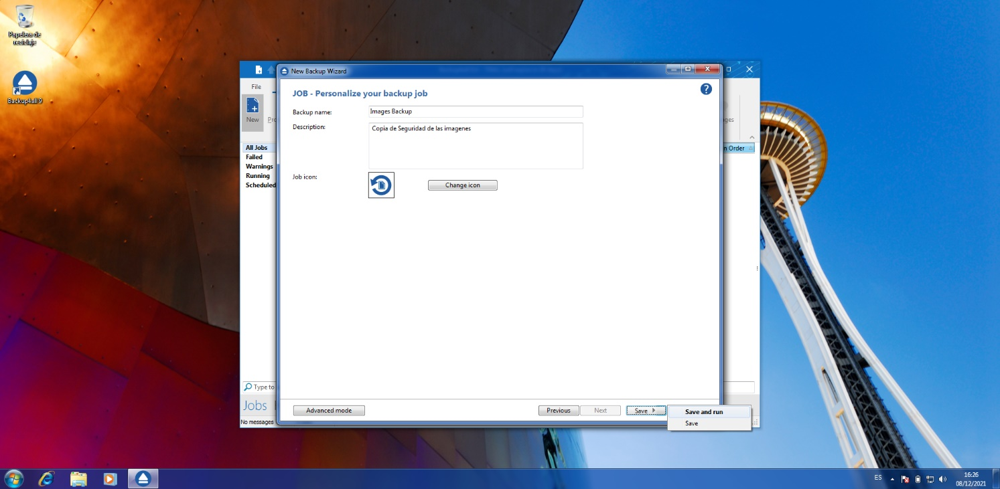 Papelera de
reciclaje
Backup4all 9
New Backup Wizard
File
New
JOB - Personalize your backup job
Backup name:
Images Backup
Description:
Copia de Seguridad de las imagenes
Job icon:
Change icon
All Jobs
Failed
Warnings
Running
Scheduled
n Order
Type to
Jobs
No messages
Advanced mode
Previous
Next
Save
Save and run
Save
ES
16:26
08/12/2021